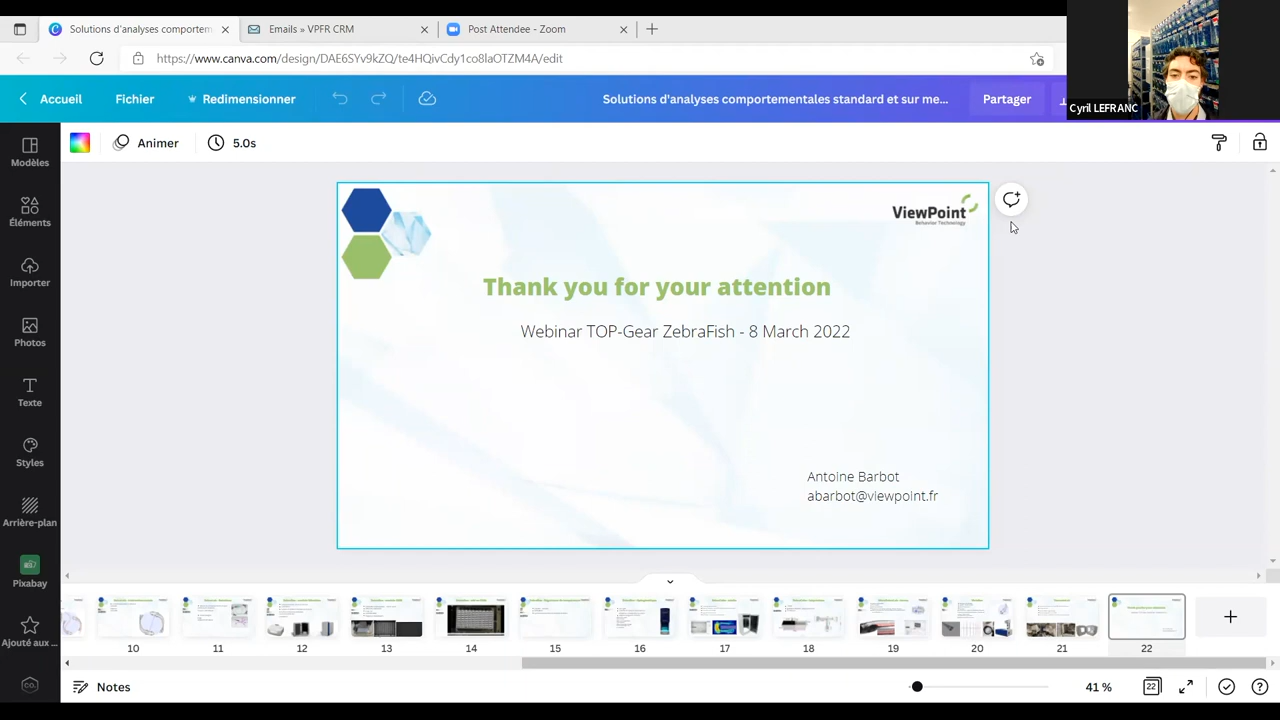 Solutions d'analyses comportem
Emails » VPFR CRM
Post Attendee - Zoom
https://www.canva.com/design/DAE6SYv9kZQ/te4HQivCdy1co8laOTZM4A/edit
Accueil
Fichier
Redimensionner
Solutions d'analyses comportementales standard et sur me...
Partager
Cyril LEFRANC
Animer
5.0s
Modèles
Éléments
Importer
Photos
Texte
Styles
Arrière-plan
Pixabay
Ajouté aux ...
ViewPoint
Behavior Technology
Thank you for your attention
Webinar TOP-Gear ZebraFish - 8 March 2022
Antoine Barbot
abarbot@viewpoint.fr
10
11
12
13
14
15
16
17
18
19
20
21
22
Notes
41 %
22